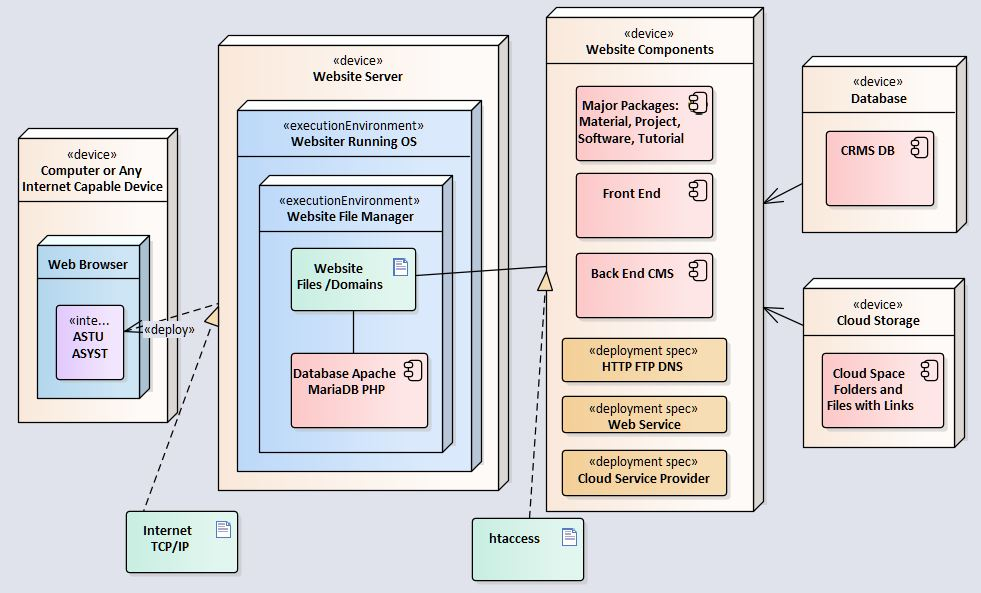 «device»
Computer or Any
Internet Capable Device
Web Browser
«inte...
ASTU
ASYST
«deploy»
«device»
Website Server
«executionEnvironment»
Websiter Running OS
«executionEnvironment»
Website File Manager
Website
Files /Domains
Database Apache
MariaDB PHP
«device»
Website Components
Major Packages:
Material, Project,
Software, Tutorial
Front End
Back End CMS
«deployment spec»
HTTP FTP DNS
«deployment spec»
Web Service
«deployment spec»
Cloud Service Provider
«device»
Database
CRMS DB
«device»
Cloud Storage
Cloud Space
Folders and
Files with Links
Internet
TCP/IP
htaccess